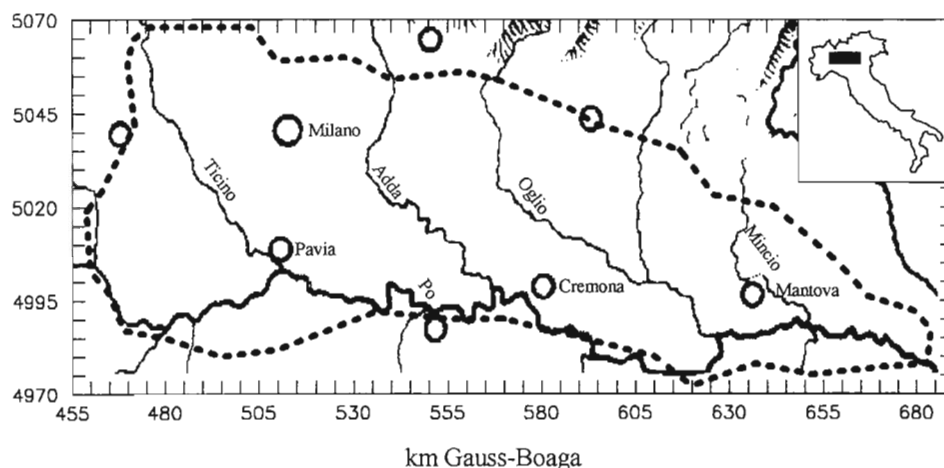 5070
5045
Milano
Ticino
Adda
Oglio
5020
Mincio
Pavia
4995
Po
Cremona
Mantova
4970
455 480 505 530 555 580 605 630 655 680
km Gauss-Boaga